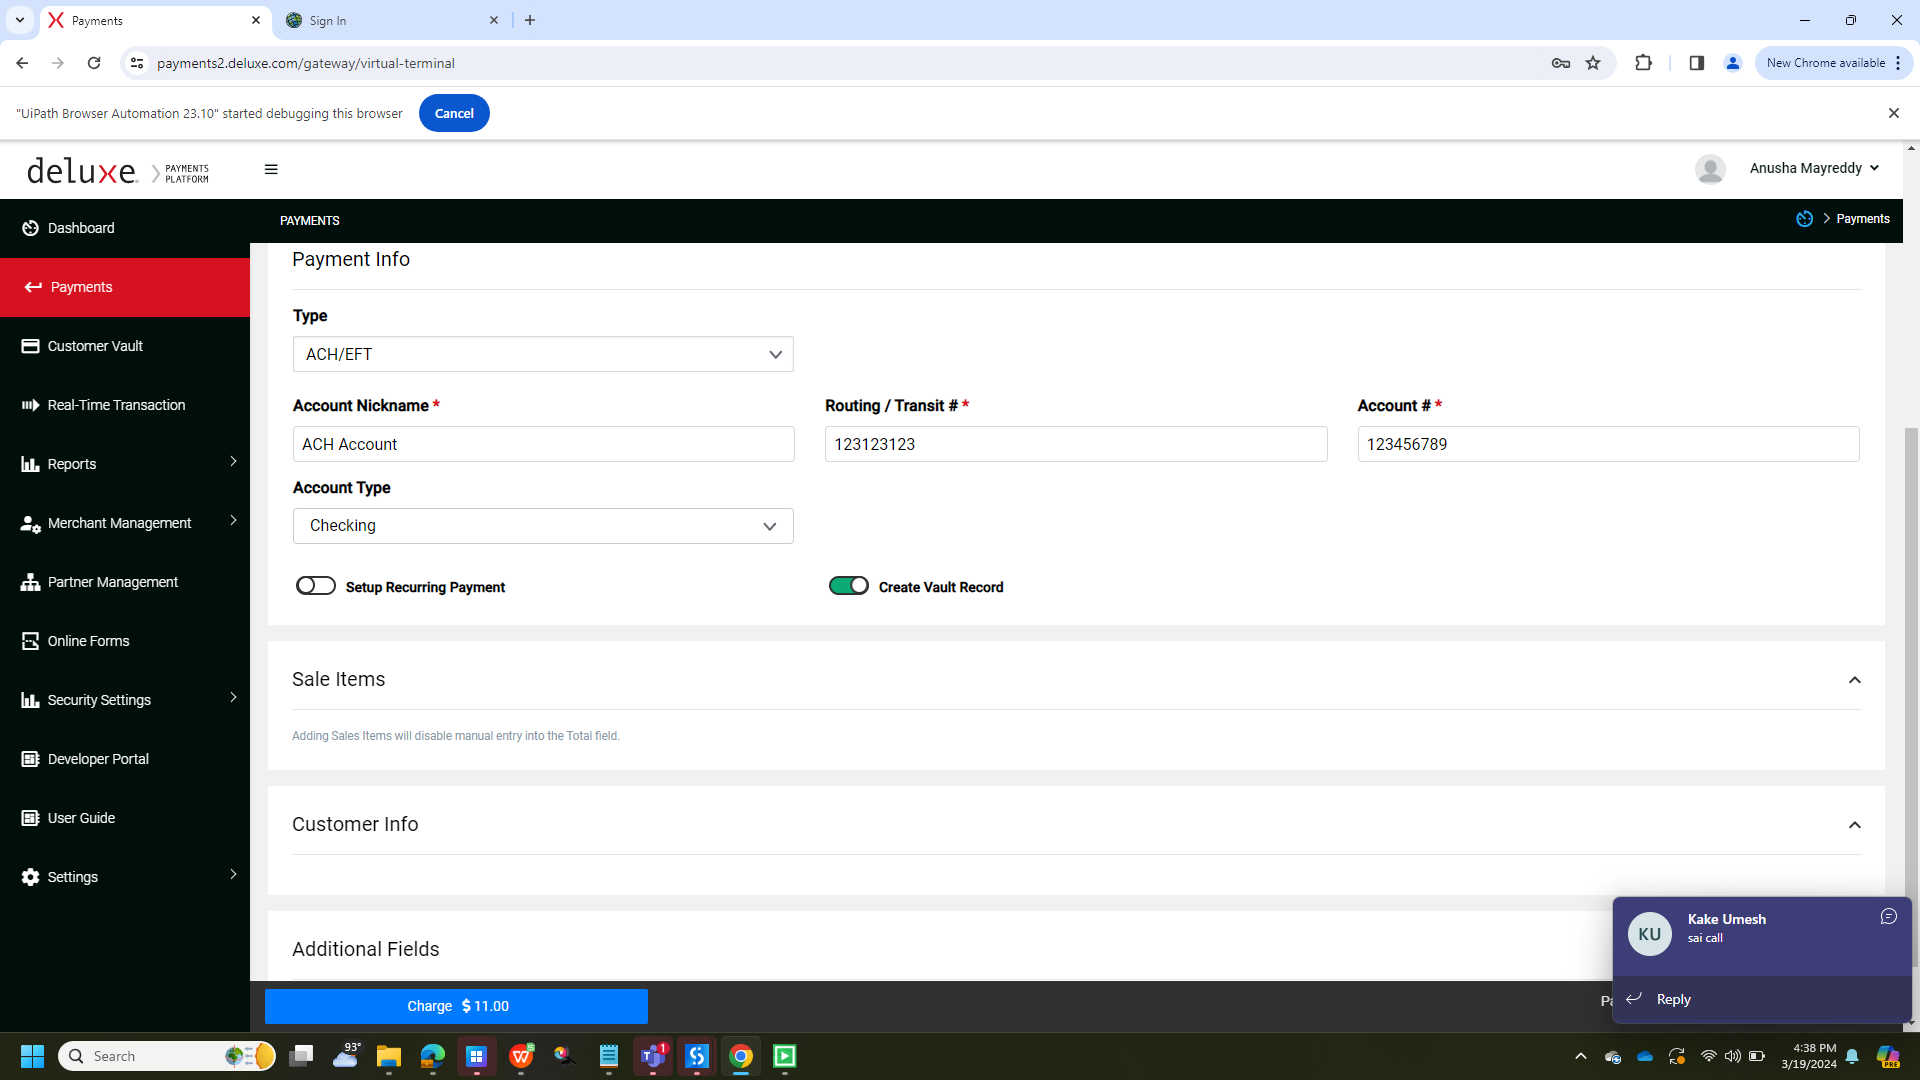 Payments
Sign In
payments2.deluxe.com/gateway/virtual-terminal
New Chrome available
"UiPath Browser Automation 23.10" started debugging this browser
Cancel
deluxe.
PAYMENTS
PLATFORM
Anusha Mayreddy
Dashboard
PAYMENTS
Payments
Payments
Customer Vault
Real-Time Transaction
Reports
Merchant Management
Partner Management
Online Forms
Security Settings
Developer Portal
User Guide
Settings
Payment Info
Type
ACH/EFT
Account Nickname *
Routing / Transit # *
Account # *
ACH Account
123123123
123456789
Account Type
Checking
Setup Recurring Payment
Create Vault Record
Sale Items
Adding Sales Items will disable manual entry into the Total field.
Customer Info
Additional Fields
Charge $ 11.00
Kake Umesh
KU
sai call
Reply
Search
93°
1
4:38 PM
3/19/2024
PRE